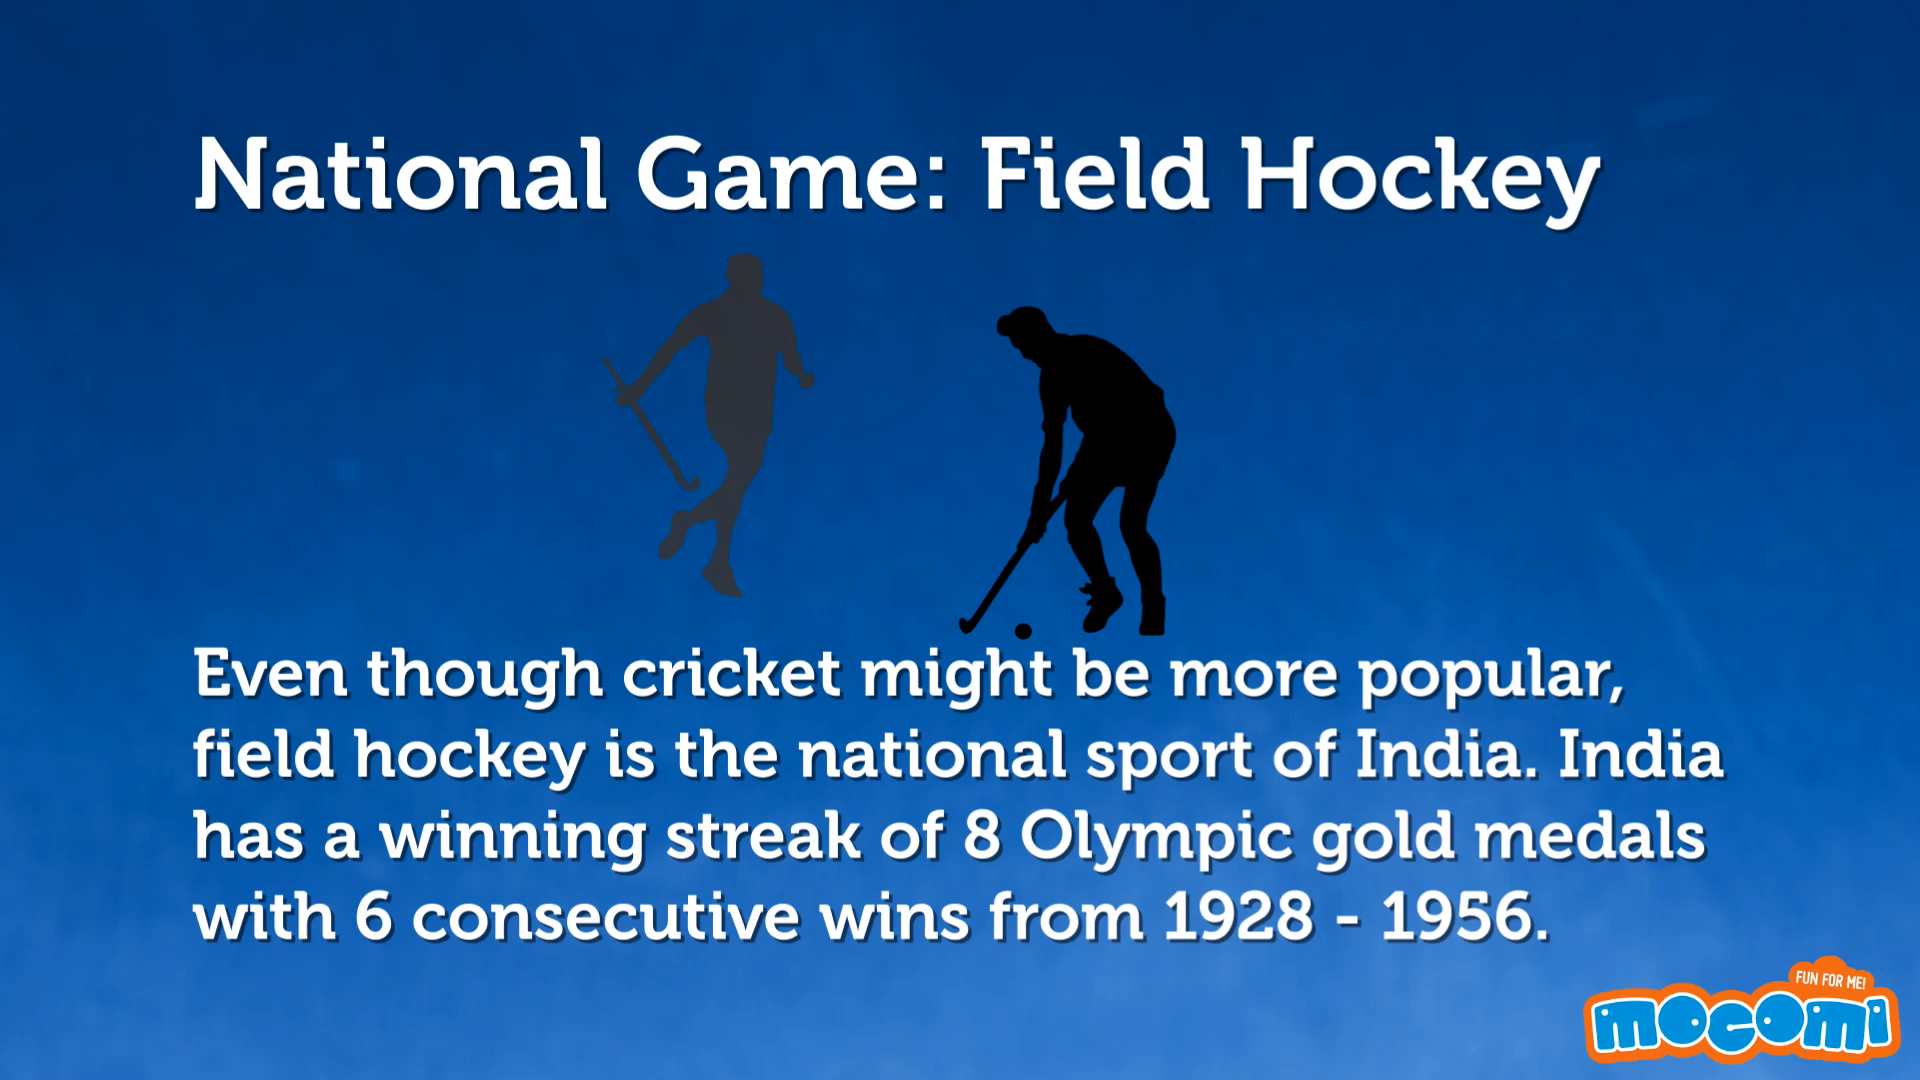 National Game: Field Hockey
Even though cricket might be more popular,
field hockey is the national sport of India. India
has a winning streak of 8 Olympic gold medals
with 6 consecutive wins from 1928 - 1956.
FUN FOR ME!
mocomi